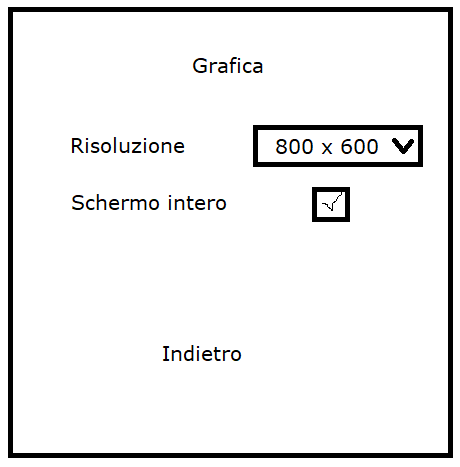 Grafica
Risoluzione 800 x 600
Schermo intero
Indietro